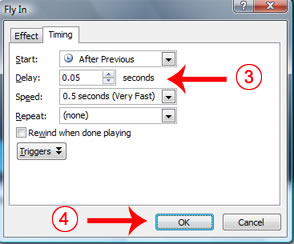 Fly In
Effect Timing
Start: After Previous
Delay: 0.05 seconds 3
Speed: 0.5 seconds (Very Fast)
Repeat: (none)
Rewind when done playing
Triggers
4 OK Cancel